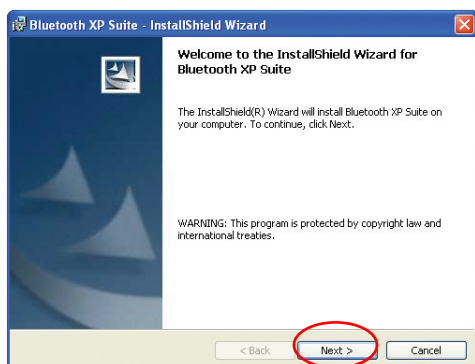 Bluetooth XP Suite - InstallShield Wizard
Welcome to the InstallShield Wizard for
Bluetooth XP Suite
The InstallShield(R) Wizard will install Bluetooth XP Suite on
your computer. To continue, click Next.
WARNING: This program is protected by copyright law and
international treaties.
< Back Next > Cancel